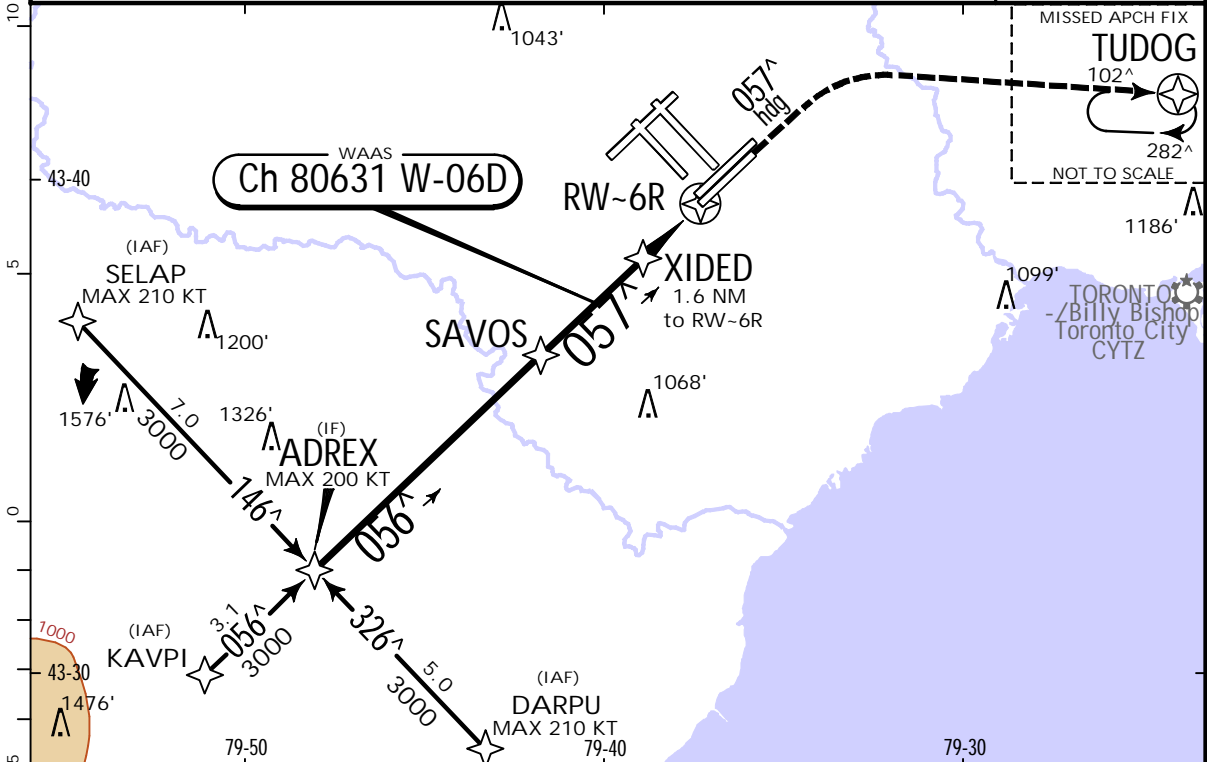 10
1043'
MISSED APCH FIX
TUDOG
102^
282^
NOT TO SCALE
057^
hdg
WAAS
Ch 80631 W-06D
43-40
RW~6R
1186'
(IAF)
SELAP
MAX 210 KT
5
XIDED
1.6 NM
to RW~6R
1099'
TORONTO
-/Billy Bishop
Toronto City
CYTZ
1200'
SAVOS
057^
1068'
1576'
7.0
3000
1326'
(IF)
ADREX
MAX 200 KT
146^
0
056^
3.1
056^
3000
326^
5.0
3000
1000
(IAF)
KAVPI
43-30
1476'
(IAF)
DARPU
MAX 210 KT
79-50
79-40
79-30
5